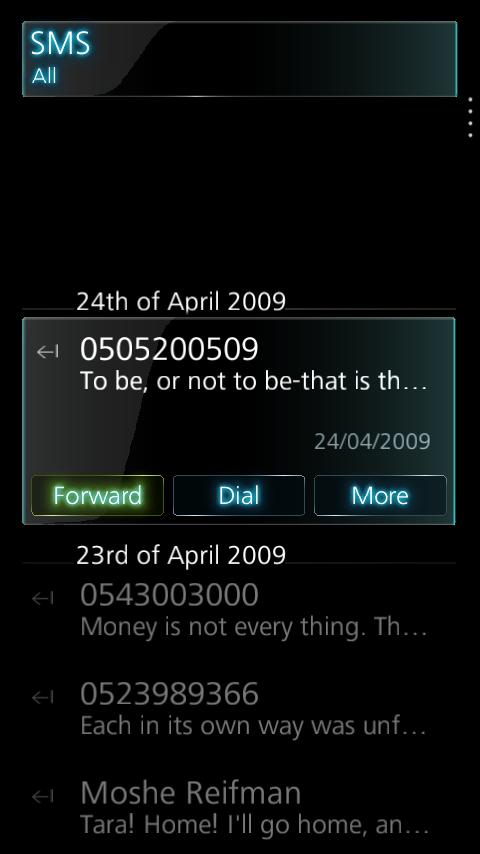 SMS
All
24th of April 2009
0505200509
To be, or not to be-that is th...
24/04/2009
Forward
Dial
More
23rd of April 2009
0543003000
Money is not every thing. Th...
0523989366
Each in its own way was unf...
Moshe Reifman
Tara! Home! I'll go home, an...